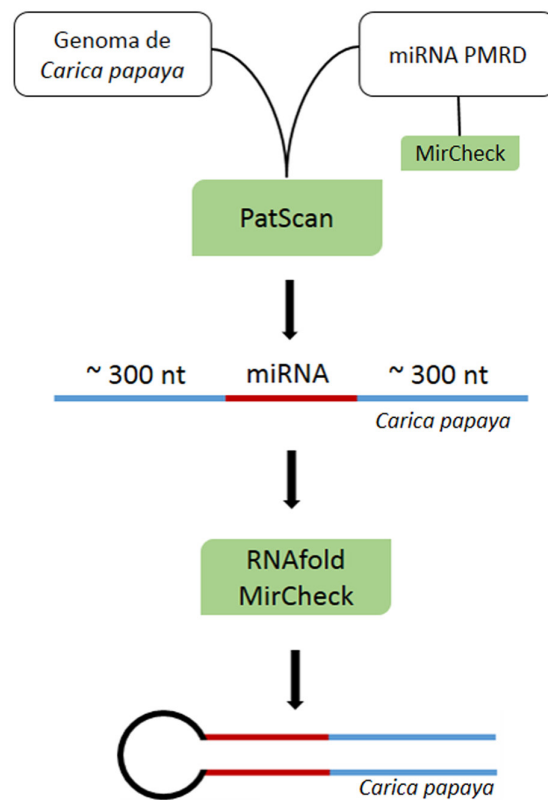 Genoma de
Carica papaya
miRNA PMRD
MirCheck
PatScan
~ 300 nt
miRNA
~ 300 nt
Carica papaya
RNAfold
MirCheck
Carica papaya